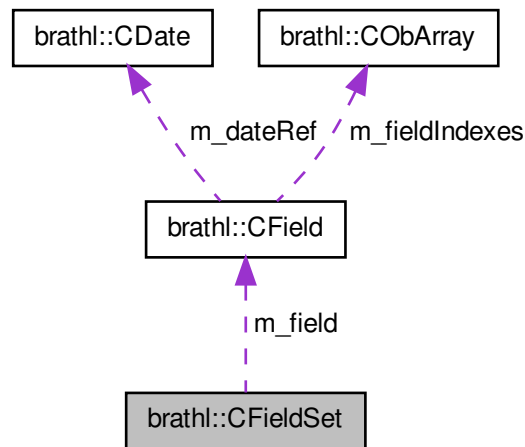 brathl::CDate brathl::CObArray
m_dateRef m_fieldIndexes
brathl::CField
m_field
brathl::CFieldSet